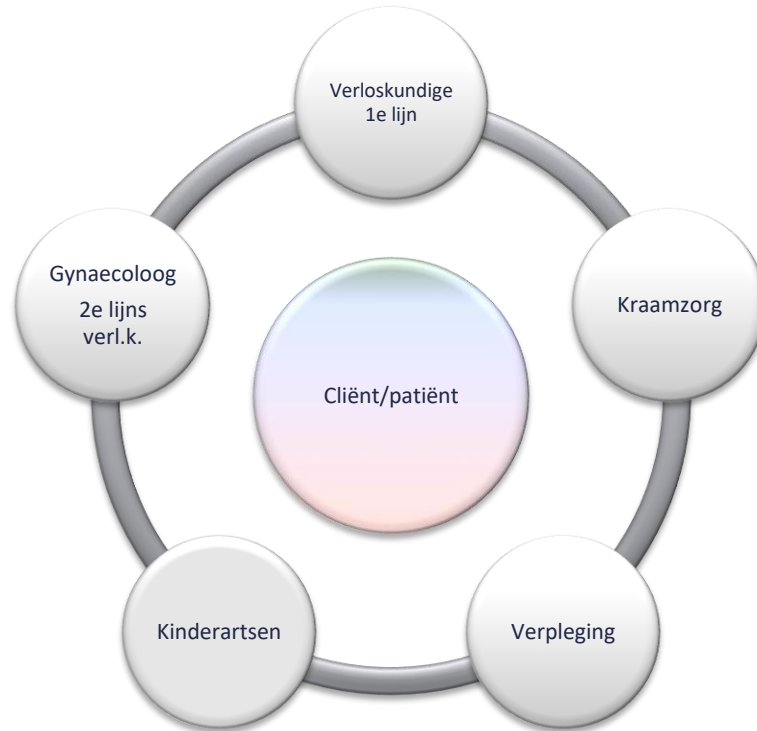 Verloskundige
1e lijn
Gynaecoloog
2e lijns
verl.k.
Kraamzorg
Cliënt/patiënt
Kinderartsen
Verpleging